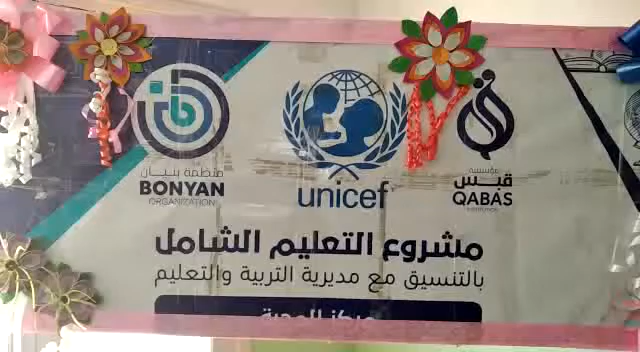 منظمة بنيان
BONYAN
ORGANIZATION
unicef
مؤسسة
قبس
QABAS
مشروع التعليم الشامل
بالتنسيق مع مديرية التربية والتعليم